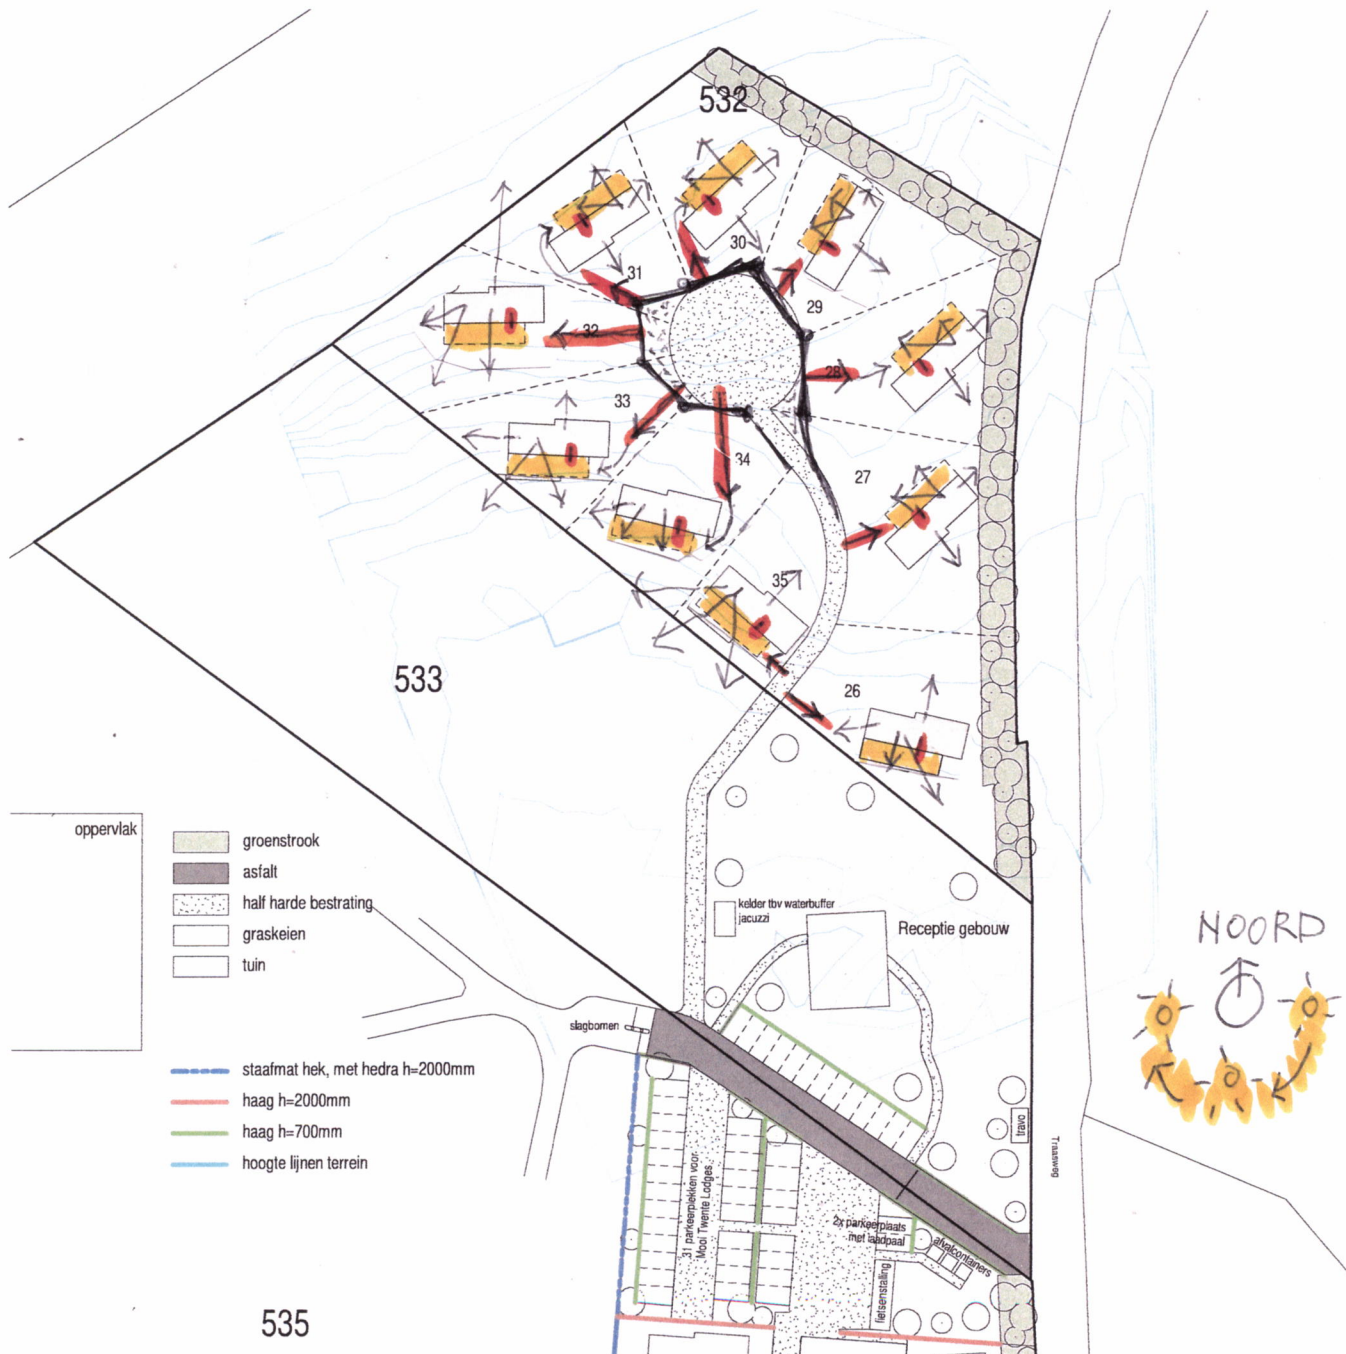 532
30
31
29
32
28
33
34
27
35
533
26
oppervlak
groenstrook
asfalt
half harde bestrating
graskeien
tuin
kelder tbv waterbuffer
jacuzzi
Receptie gebouw
NOORD
slagbomen
staafmat hek, met hedra h=2000mm
haag h=2000mm
haag h=700mm
hoogte lijnen terrein
travo
Traasweg
31 parkeerplekken voor
Mooi Twente Lodges
2x parkeerplaats
met laadpaal
afvalcontainers
fietsenstalling
535